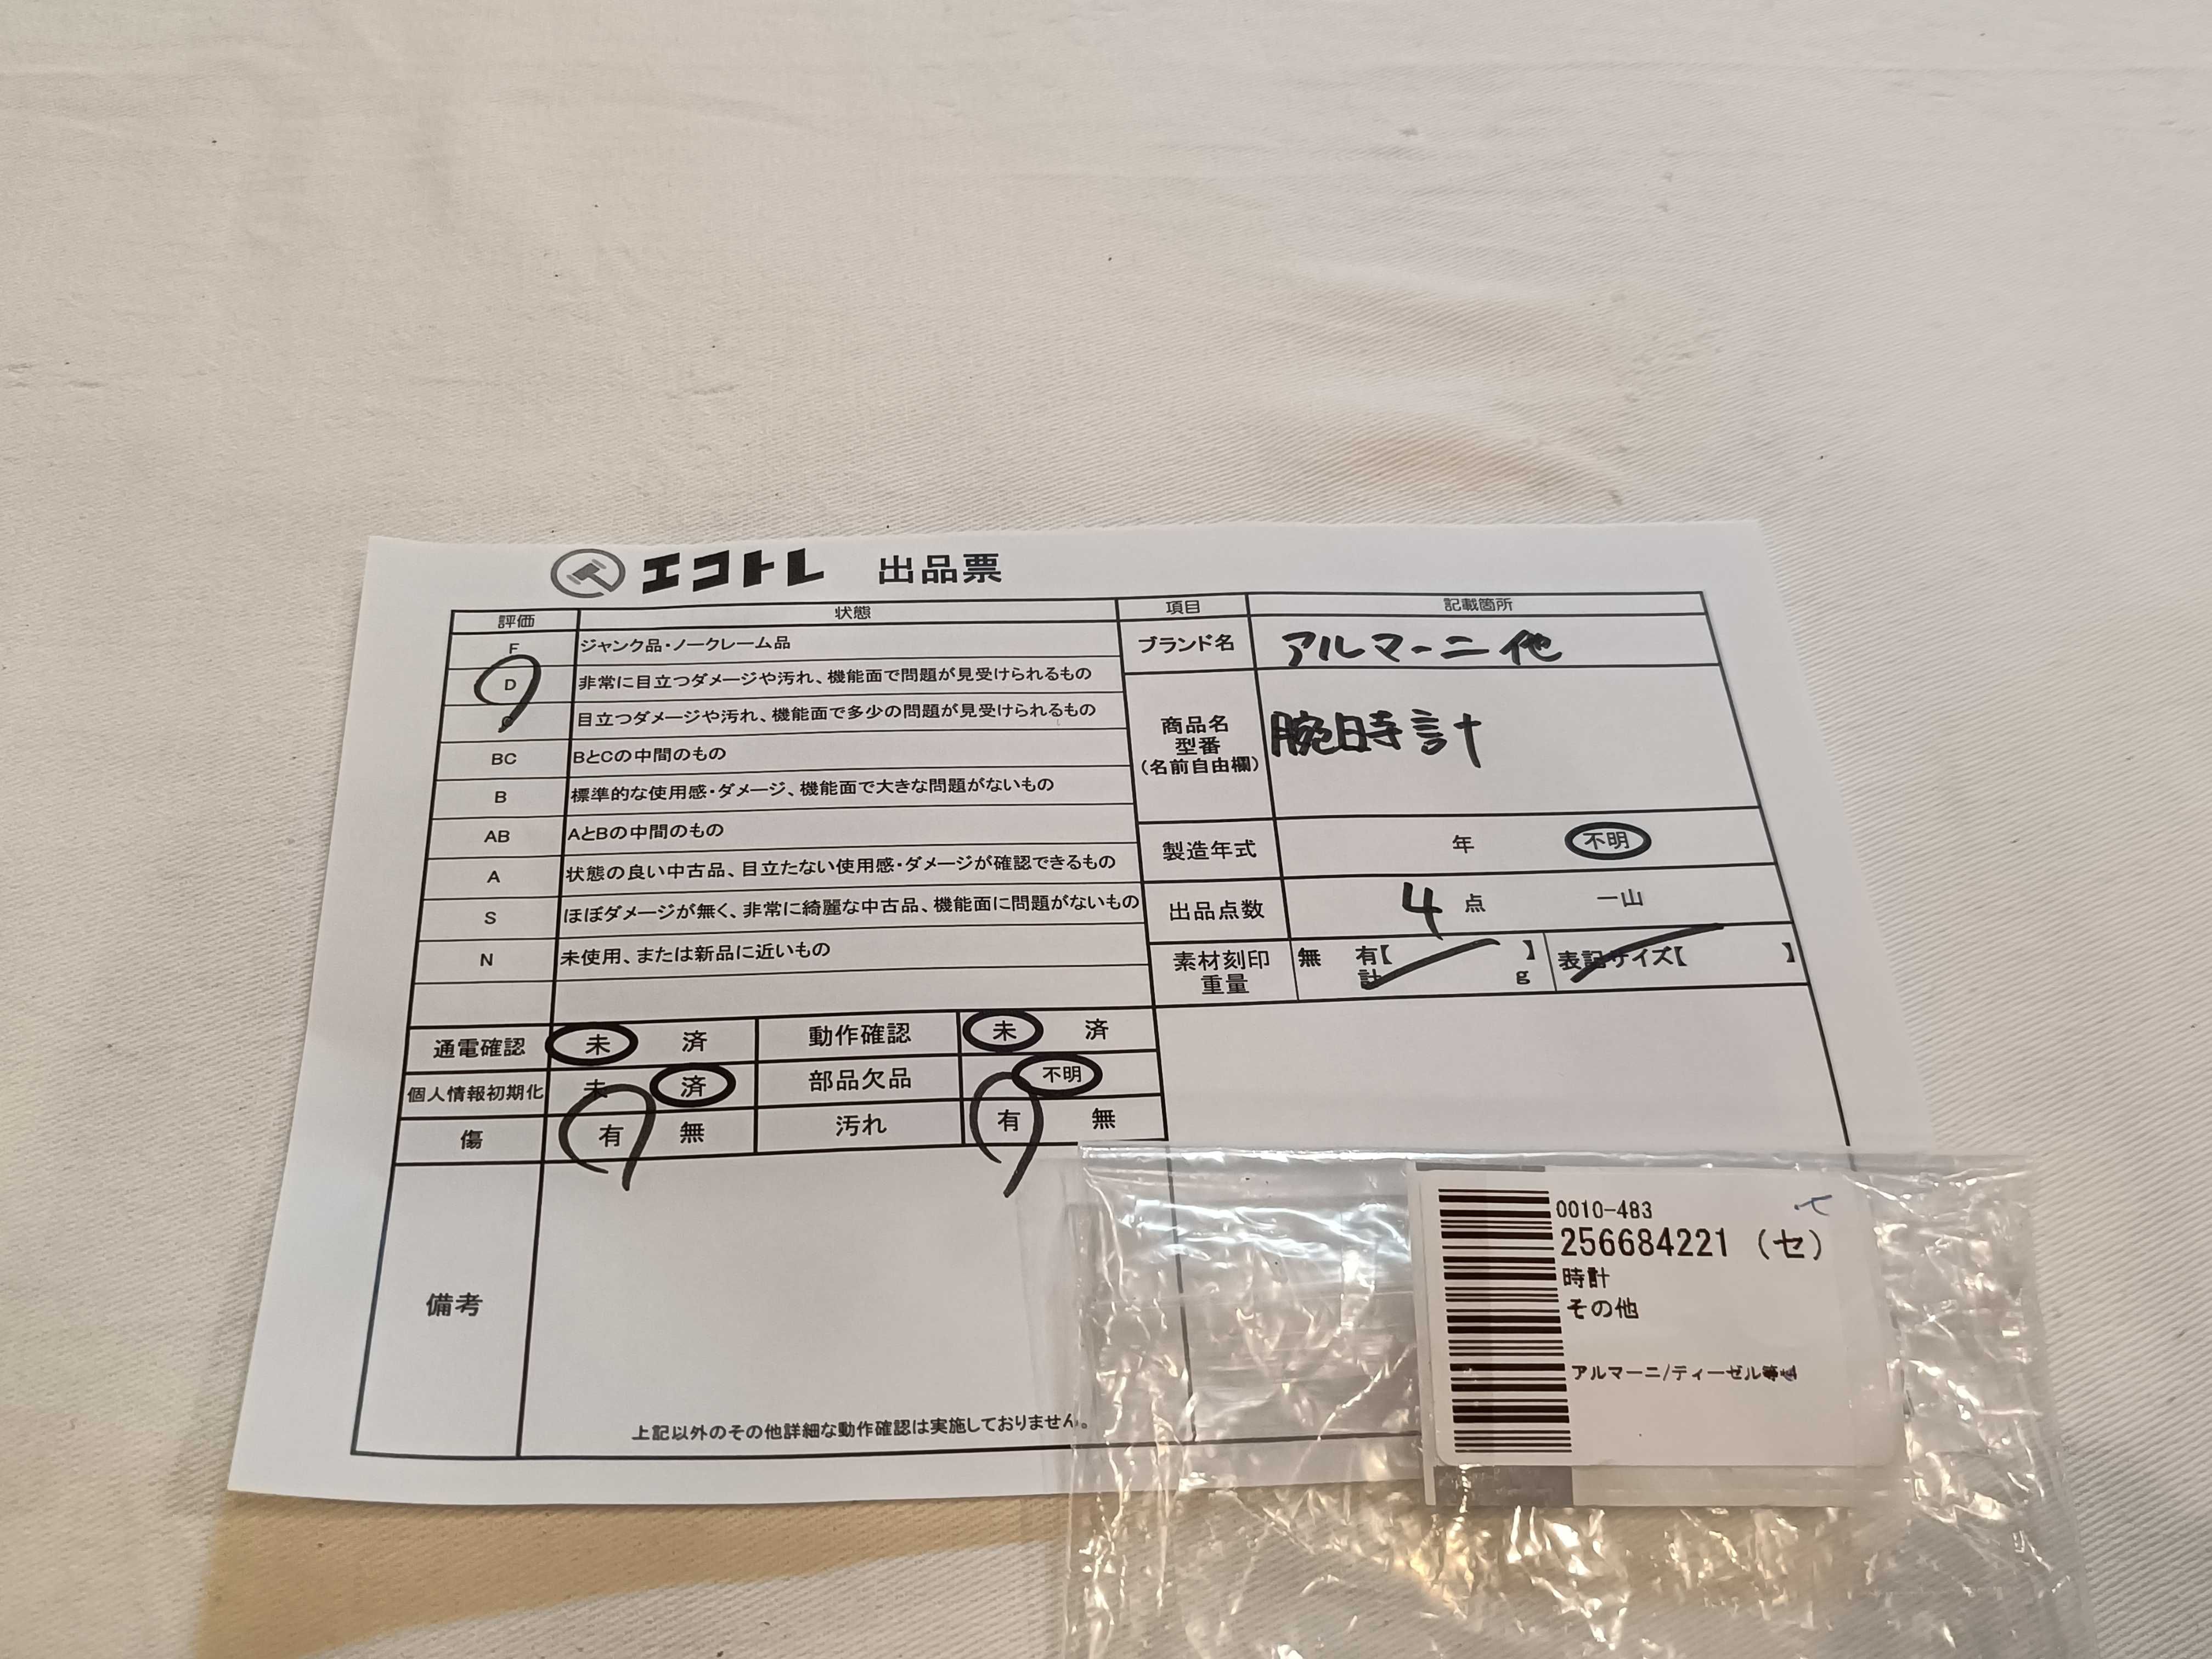 エコトレ 出品票
評価 状態 項目 記載箇所
F ジャンク品・ノークレーム品
D 非常に目立つダメージや汚れ、機能面で問題が見受けられるもの
C 目立つダメージや汚れ、機能面で多少の問題が見受けられるもの
BC BとCの中間のもの
B 標準的な使用感・ダメージ、機能面で大きな問題がないもの
AB AとBの中間のもの
A 状態の良い中古品、目立たない使用感・ダメージが確認できるもの
S ほぼダメージが無く、非常に綺麗な中古品、機能面に問題がないもの
N 未使用、または新品に近いもの
ブランド名 アルマーニ他
商品名
型番
(名前自由欄)
腕時計
製造年式 年 不明
出品点数 4 点 一山
素材刻印
重量
無 有【 】
計 g
表記サイズ【 】
通電確認 未 済 動作確認 未 済
個人情報初期化 未 済 部品欠品 不明
傷 有 無 汚れ 有 無
備考
上記以外のその他詳細な動作確認は実施しておりません。
0010-483
256684221 (セ)
時計
その他
アルマーニ/ディーゼル等